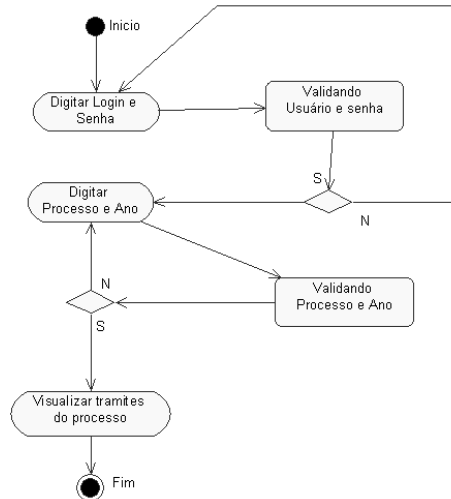 Inicio
Digitar Login e
Senha
Validando
Usuário e senha
S
N
Digitar
Processo e Ano
Validando
Processo e Ano
N
S
Visualizar tramites
do processo
Fim